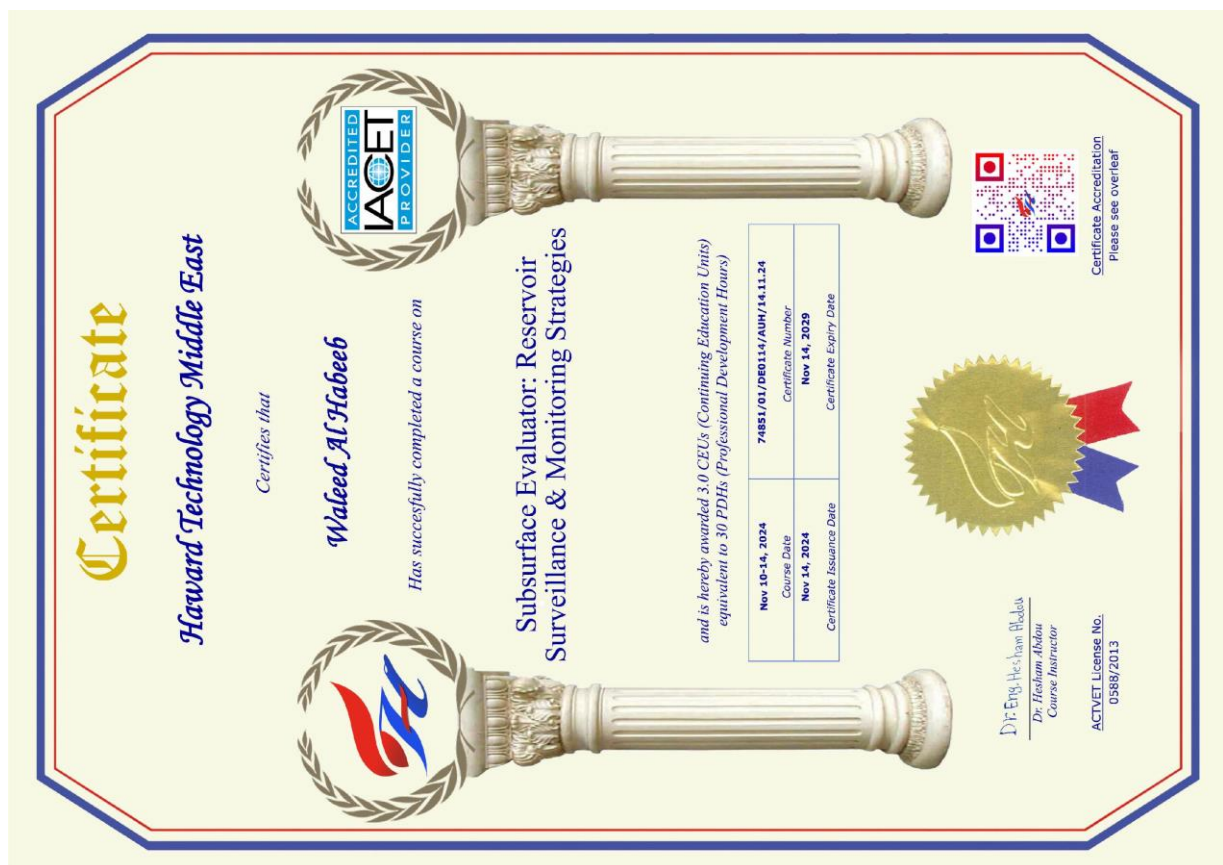 Certificate
Haward Technology Middle East
Certifies that
Waleed Al Habeeb
Has succesfully completed a course on
Subsurface Evaluator: Reservoir
Surveillance & Monitoring Strategies
and is hereby awarded 3.0 CEUs (Continuing Education Units)
equivalent to 30 PDHs (Professional Development Hours)
Nov 10-14, 2024
Course Date
74851/01/DE0114/AUH/14.11.24
Certificate Number
Nov 14, 2024
Certificate Issuance Date
Nov 14, 2029
Certificate Expiry Date
Dr. Eng. Hesham Abdou
Dr. Hesham Abdou
Course Instructor
ACTVET License No.
0588/2013
Certificate Accreditation
Please see overleaf
ACCREDITED
IACET
PROVIDER